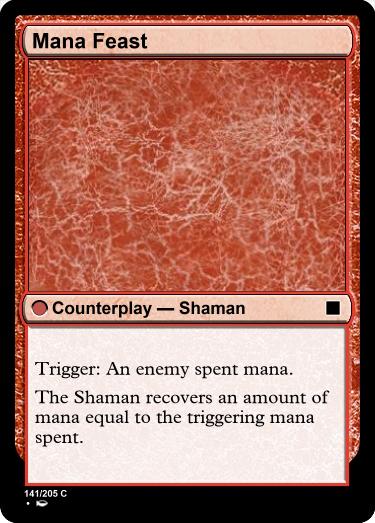 Mana Feast
Counterplay — Shaman
Trigger: An enemy spent mana.
The Shaman recovers an amount of
mana equal to the triggering mana
spent.
141/205 C